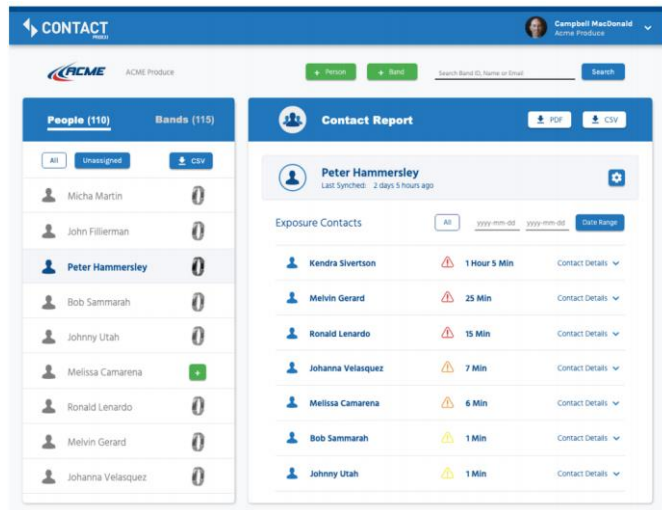 CONTACT
Campbell MacDonald
Acme Produce
ACME
ACME Produce
+ Person
+ Band
Search Band ID, Name or Email
Search
People (110)
Bands (115)
All
Unassigned
CSV
Micha Martin
John Fillierman
Peter Hammersley
Bob Sammarah
Johnny Utah
Melissa Camarena
+
Ronald Lenardo
Melvin Gerard
Johanna Velasquez
Contact Report
PDF
CSV
Peter Hammersley
Last Synched: 2 days 5 hours ago
Exposure Contacts
All
yyyy-mm-dd
yyyy-mm-dd
Date Range
Kendra Sivertson 1 Hour 5 Min Contact Details
Melvin Gerard 25 Min Contact Details
Ronald Lenardo 15 Min Contact Details
Johanna Velasquez 7 Min Contact Details
Melissa Camarena 6 Min Contact Details
Bob Sammarah 1 Min Contact Details
Johnny Utah 1 Min Contact Details